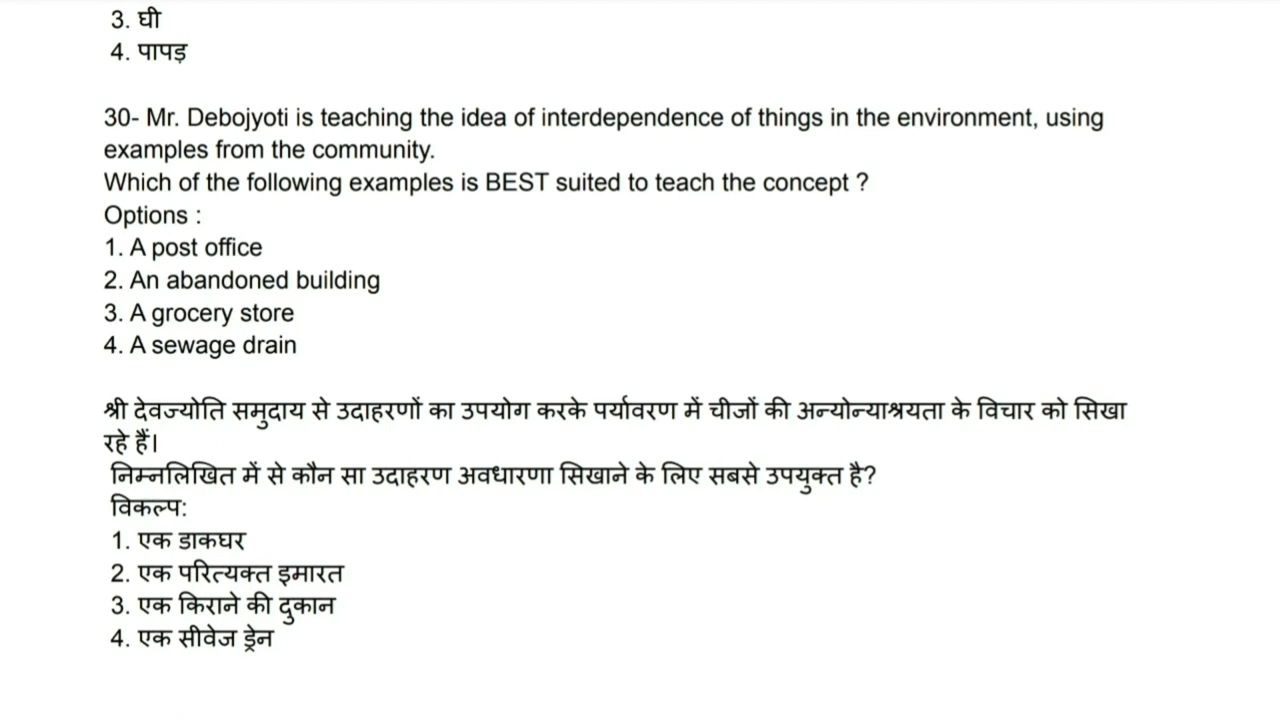 3. घी
4. पापड़
30- Mr. Debojyoti is teaching the idea of interdependence of things in the environment, using
examples from the community.
Which of the following examples is BEST suited to teach the concept ?
Options :
1. A post office
2. An abandoned building
3. A grocery store
4. A sewage drain
श्री देवज्योति समुदाय से उदाहरणों का उपयोग करके पर्यावरण में चीजों की अन्योन्याश्रयता के विचार को सिखा
रहे हैं।
निम्नलिखित में से कौन सा उदाहरण अवधारणा सिखाने के लिए सबसे उपयुक्त है?
विकल्प:
1. एक डाकघर
2. एक परित्यक्त इमारत
3. एक किराने की दुकान
4. एक सीवेज ड्रेन